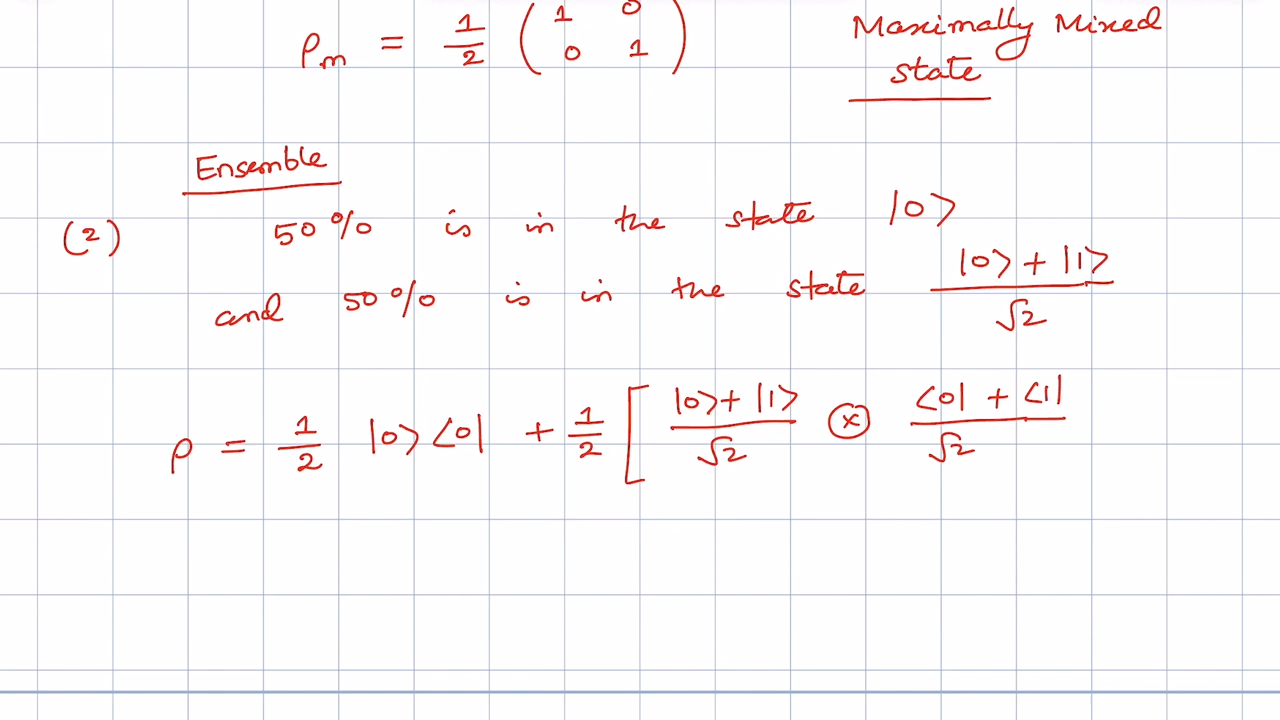 ρm = 1/2 ( 1 0
0 1 )
Maximally Mixed
state
Ensemble
(2) 50% is in the state |0>
and 50% is in the state |0> + |1> / √2
ρ = 1/2 |0><0| + 1/2 [ |0> + |1> / √2 ⊗ <0| + <1| / √2